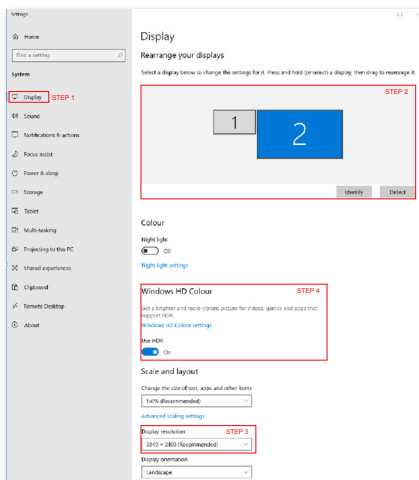 Settings
Home
Find a setting
System
Display STEP 1
Sound
Notifications & actions
Focus assist
Power & sleep
Storage
Tablet
Multi-tasking
Projecting to this PC
Shared experiences
Clipboard
Remote Desktop
About
Display
Rearrange your displays
Select a display below to change the settings for it. Press and hold (or select) a display, then drag to rearrange it.
STEP 2
1
2
Identify
Detect
Colour
Night light
Off
Night light settings
Windows HD Colour STEP 4
Get a brighter and more vibrant picture for videos, games and apps that
support HDR.
Windows HD Colour settings
Use HDR
On
Scale and layout
Change the size of text, apps and other items
(Recommended)
Advanced scaling settings
Display resolution STEP 3
3840 × 2160 (Recommended)
Display orientation
Landscape